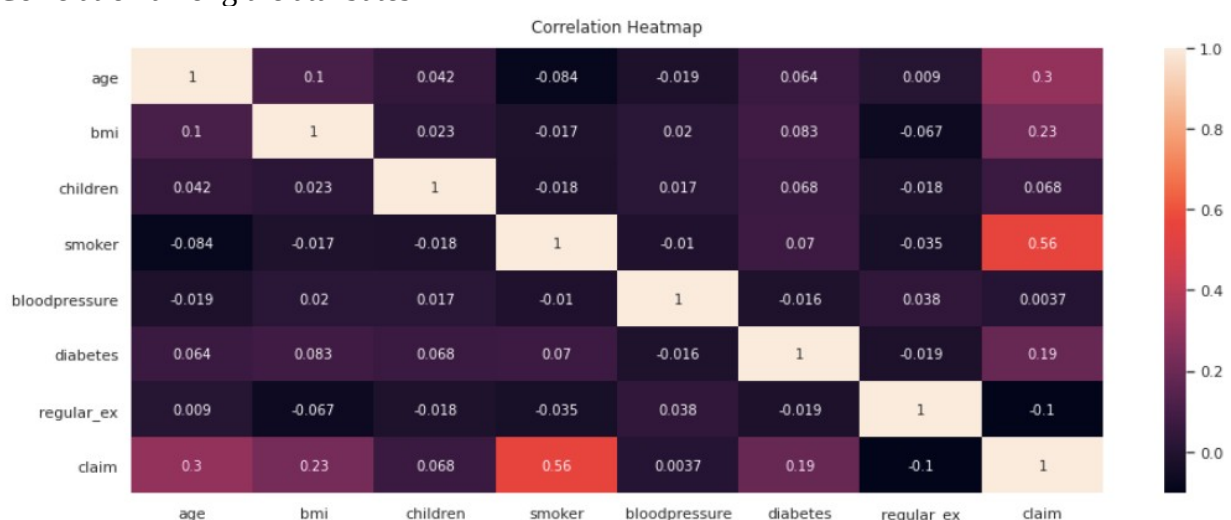 Correlation Heatmap
age 1 0.1 0.042 -0.084 -0.019 0.064 0.009 0.3
bmi 0.1 1 0.023 -0.017 0.02 0.083 -0.067 0.23
children 0.042 0.023 1 -0.018 0.017 0.068 -0.018 0.068
smoker -0.084 -0.017 -0.018 1 -0.01 0.07 -0.035 0.56
bloodpressure -0.019 0.02 0.017 -0.01 1 -0.016 0.038 0.0037
diabetes 0.064 0.083 0.068 0.07 -0.016 1 -0.019 0.19
regular_ex 0.009 -0.067 -0.018 -0.035 0.038 -0.019 1 -0.1
claim 0.3 0.23 0.068 0.56 0.0037 0.19 -0.1 1
age bmi children smoker bloodpressure diabetes regular_ex claim
1.0
0.8
0.6
0.4
0.2
0.0